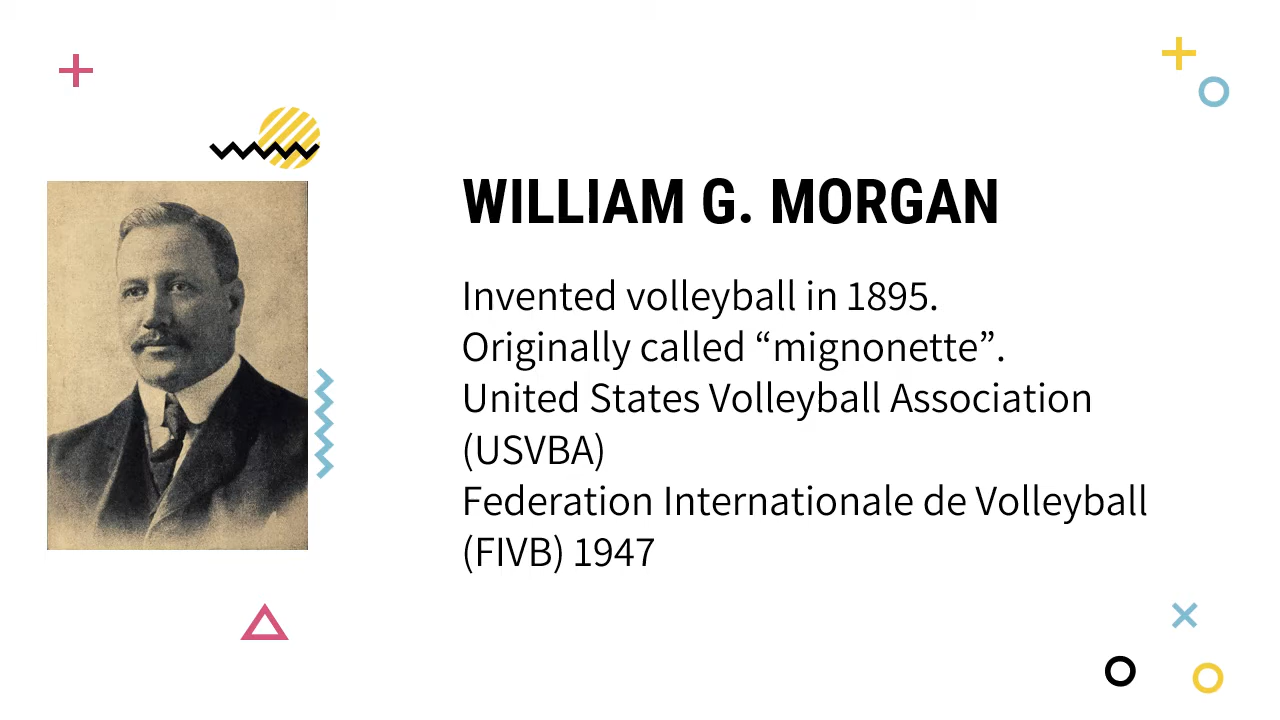 WILLIAM G. MORGAN
Invented volleyball in 1895.
Originally called “mignonette”.
United States Volleyball Association
(USVBA)
Federation Internationale de Volleyball
(FIVB) 1947